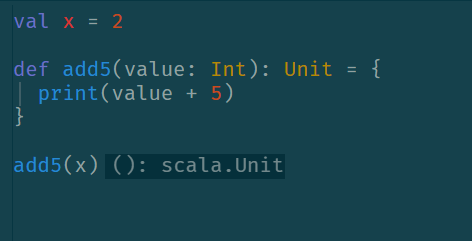 val x = 2
def add5(value: Int): Unit = {
print(value + 5)
}
add5(x) (): scala.Unit